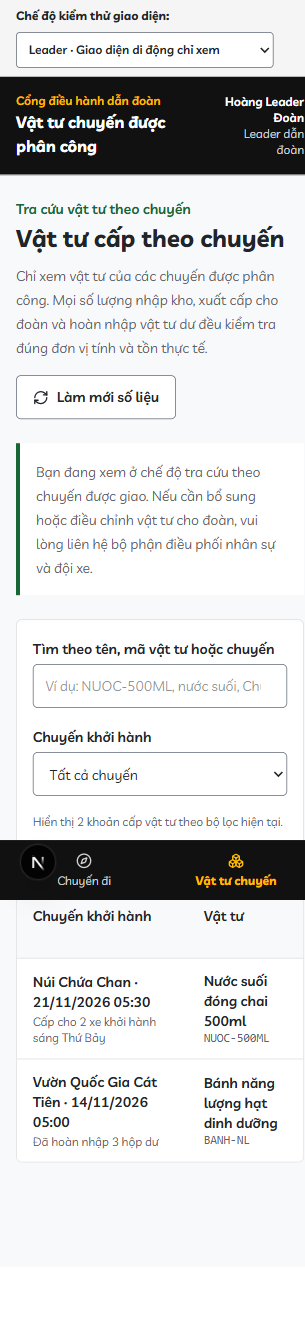 Chế độ kiểm thử giao diện:
Leader · Giao diện di động chỉ xem
Cổng điều hành dẫn đoàn
Vật tư chuyến được
phân công
Hoàng Leader
Đoàn
Leader dẫn
đoàn
Tra cứu vật tư theo chuyến
Vật tư cấp theo chuyến
Chỉ xem vật tư của các chuyến được phân
công. Mọi số lượng nhập kho, xuất cấp cho
đoàn và hoàn nhập vật tư dư đều kiểm tra
đúng đơn vị tính và tồn thực tế.
Làm mới số liệu
Bạn đang xem ở chế độ tra cứu theo
chuyến được giao. Nếu cần bổ sung
hoặc điều chỉnh vật tư cho đoàn, vui
lòng liên hệ bộ phận điều phối nhân sự
và đội xe.
Tìm theo tên, mã vật tư hoặc chuyến
Ví dụ: NUOC-500ML, nước suối, Chu
Chuyến khởi hành
Tất cả chuyến
Hiển thị 2 khoản cấp vật tư theo bộ lọc hiện tại.
N
Chuyến đi
Vật tư chuyến
Chuyến khởi hành
Vật tư
Núi Chứa Chan ·
21/11/2026 05:30
Cấp cho 2 xe khởi hành
sáng Thứ Bảy
Nước suối
đóng chai
500ml
NUOC-500ML
Vườn Quốc Gia Cát
Tiên · 14/11/2026
05:00
Đã hoàn nhập 3 hộp dư
Bánh năng
lượng hạt
dinh dưỡng
BANH-NL